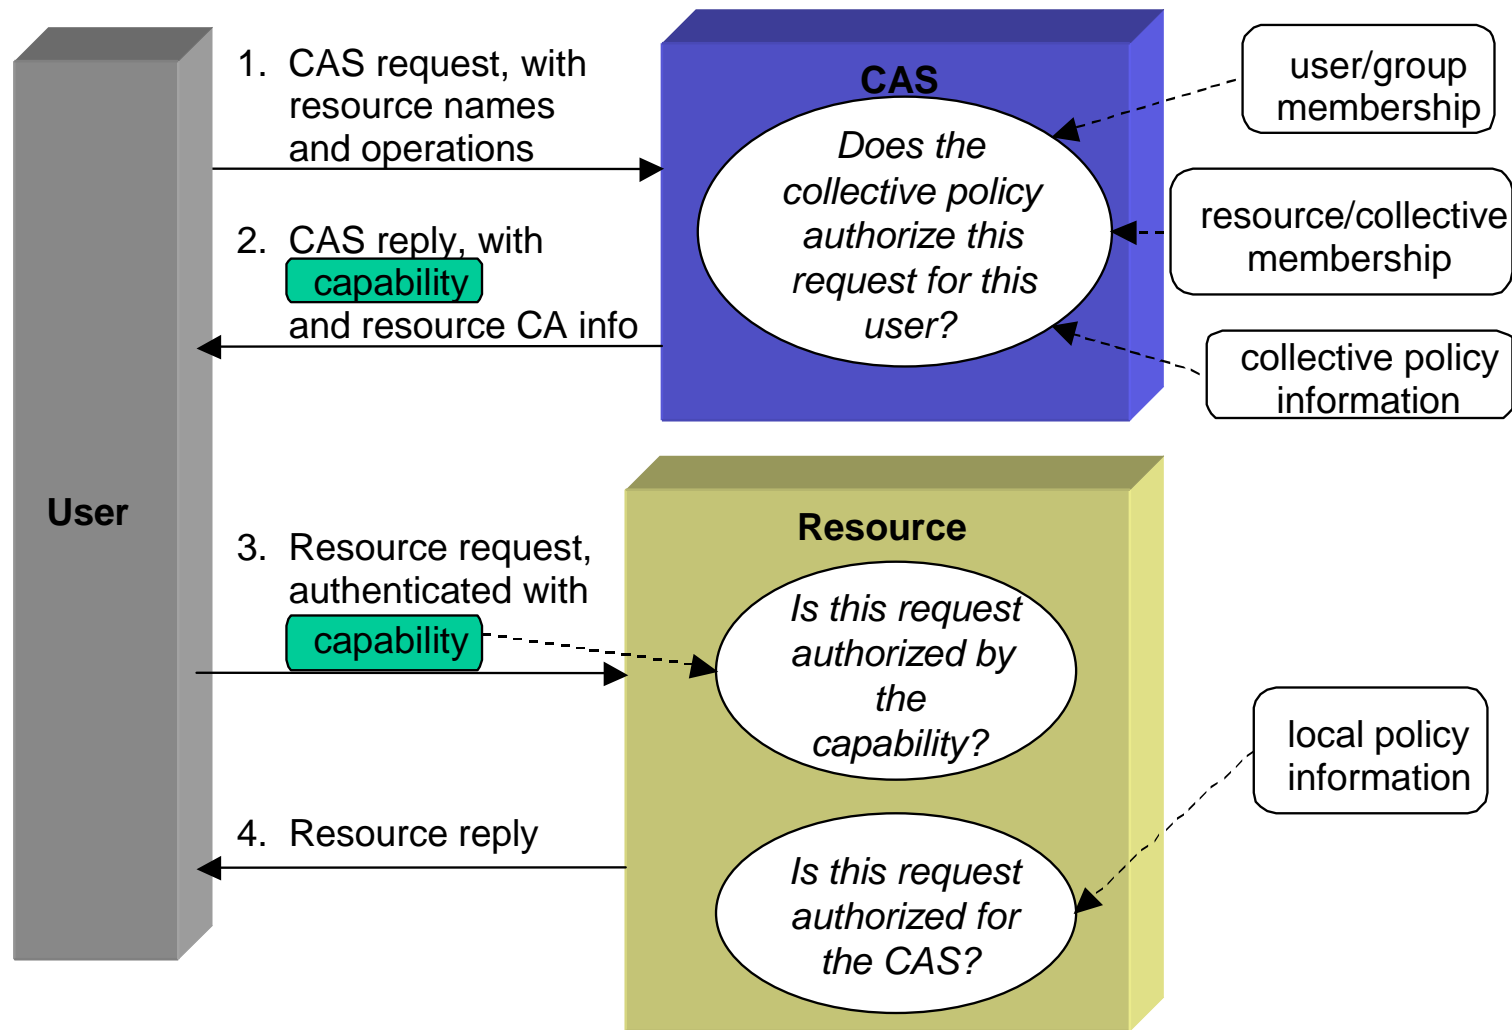 1. CAS request, with
resource names
and operations
2. CAS reply, with
capability
and resource CA info
User
3. Resource request,
authenticated with
capability
4. Resource reply
CAS
Does the
collective policy
authorize this
request for this
user?
user/group
membership
resource/collective
membership
collective policy
information
Resource
Is this request
authorized by
the
capability?
Is this request
authorized for
the CAS?
local policy
information